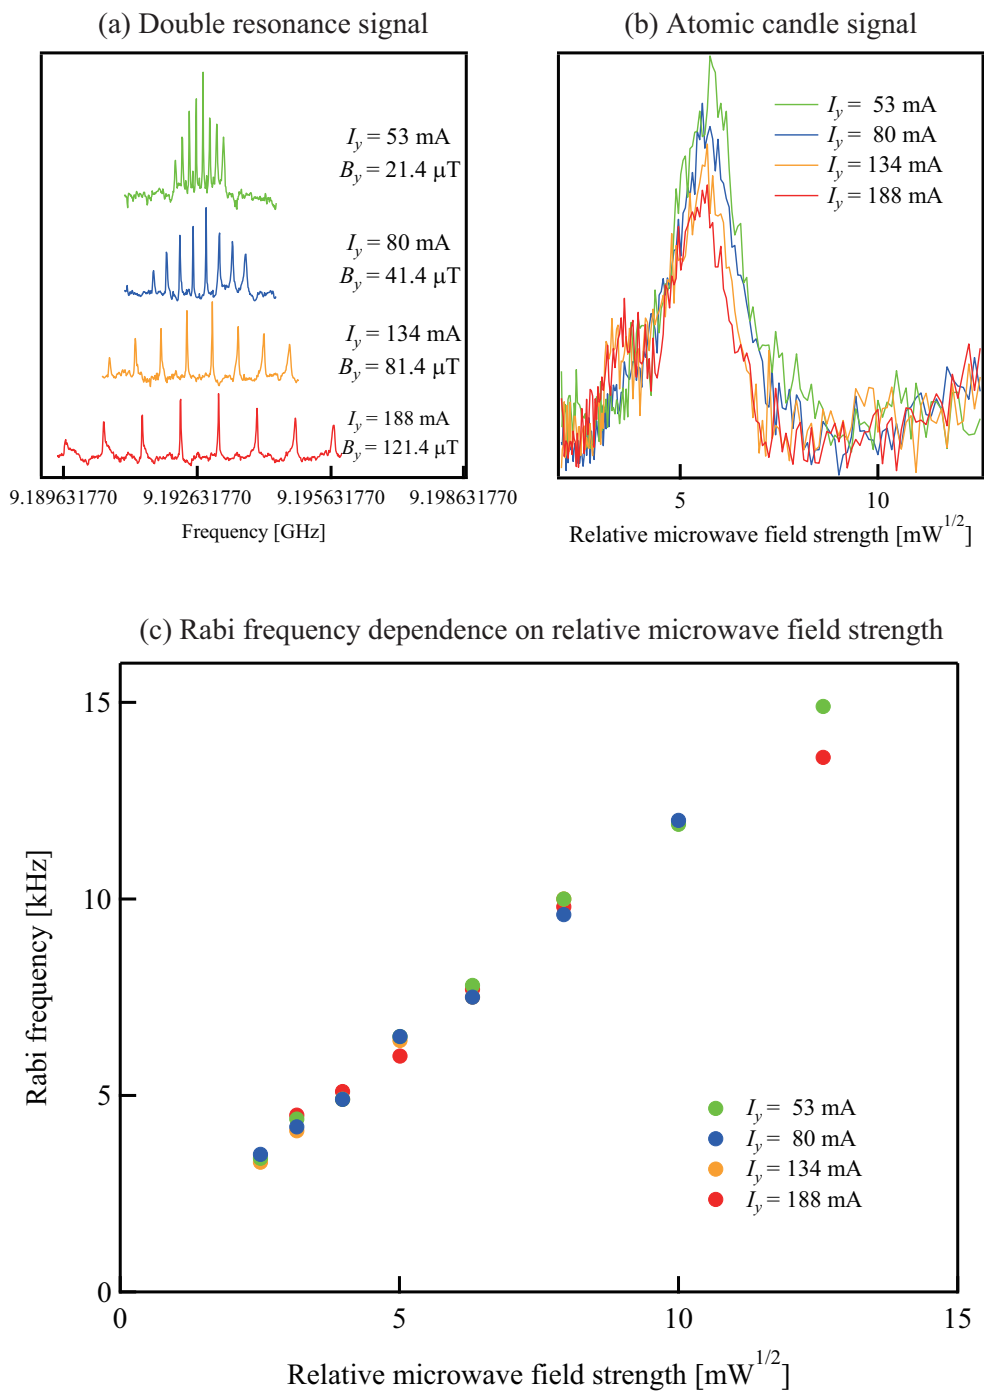 (a) Double resonance signal
I_y = 53 mA
B_y = 21.4 μT
I_y = 80 mA
B_y = 41.4 μT
I_y = 134 mA
B_y = 81.4 μT
I_y = 188 mA
B_y = 121.4 μT
9.189631770 9.192631770 9.195631770 9.198631770
Frequency [GHz]
(b) Atomic candle signal
I_y = 53 mA
I_y = 80 mA
I_y = 134 mA
I_y = 188 mA
5 10
Relative microwave field strength [mW^1/2]
(c) Rabi frequency dependence on relative microwave field strength
15
10
5
0
Rabi frequency [kHz]
I_y = 53 mA
I_y = 80 mA
I_y = 134 mA
I_y = 188 mA
0 5 10 15
Relative microwave field strength [mW^1/2]